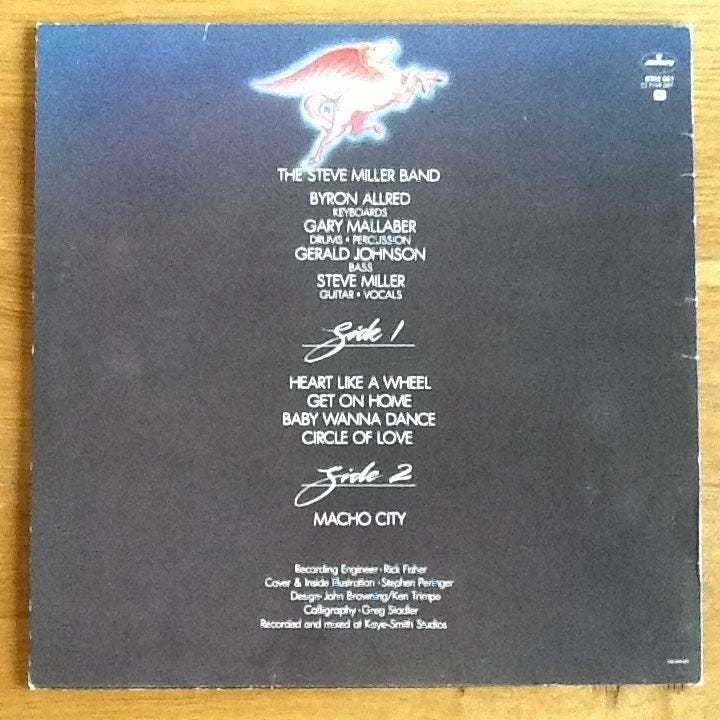 mercury
THE STEVE MILLER BAND
BYRON ALLRED
KEYBOARDS
GARY MALLABER
DRUMS • PERCUSSION
GERALD JOHNSON
BASS
STEVE MILLER
GUITAR • VOCALS
Side 1
HEART LIKE A WHEEL
GET ON HOME
BABY WANNA DANCE
CIRCLE OF LOVE
Side 2
MACHO CITY
Recording Engineer • Rick Fisher
Cover & Inside Illustration • Stephen Peringer
Design • John Browning/Ken Trimpe
Calligraphy • Greg Stadler
Recorded and mixed at Kaye-Smith Studios